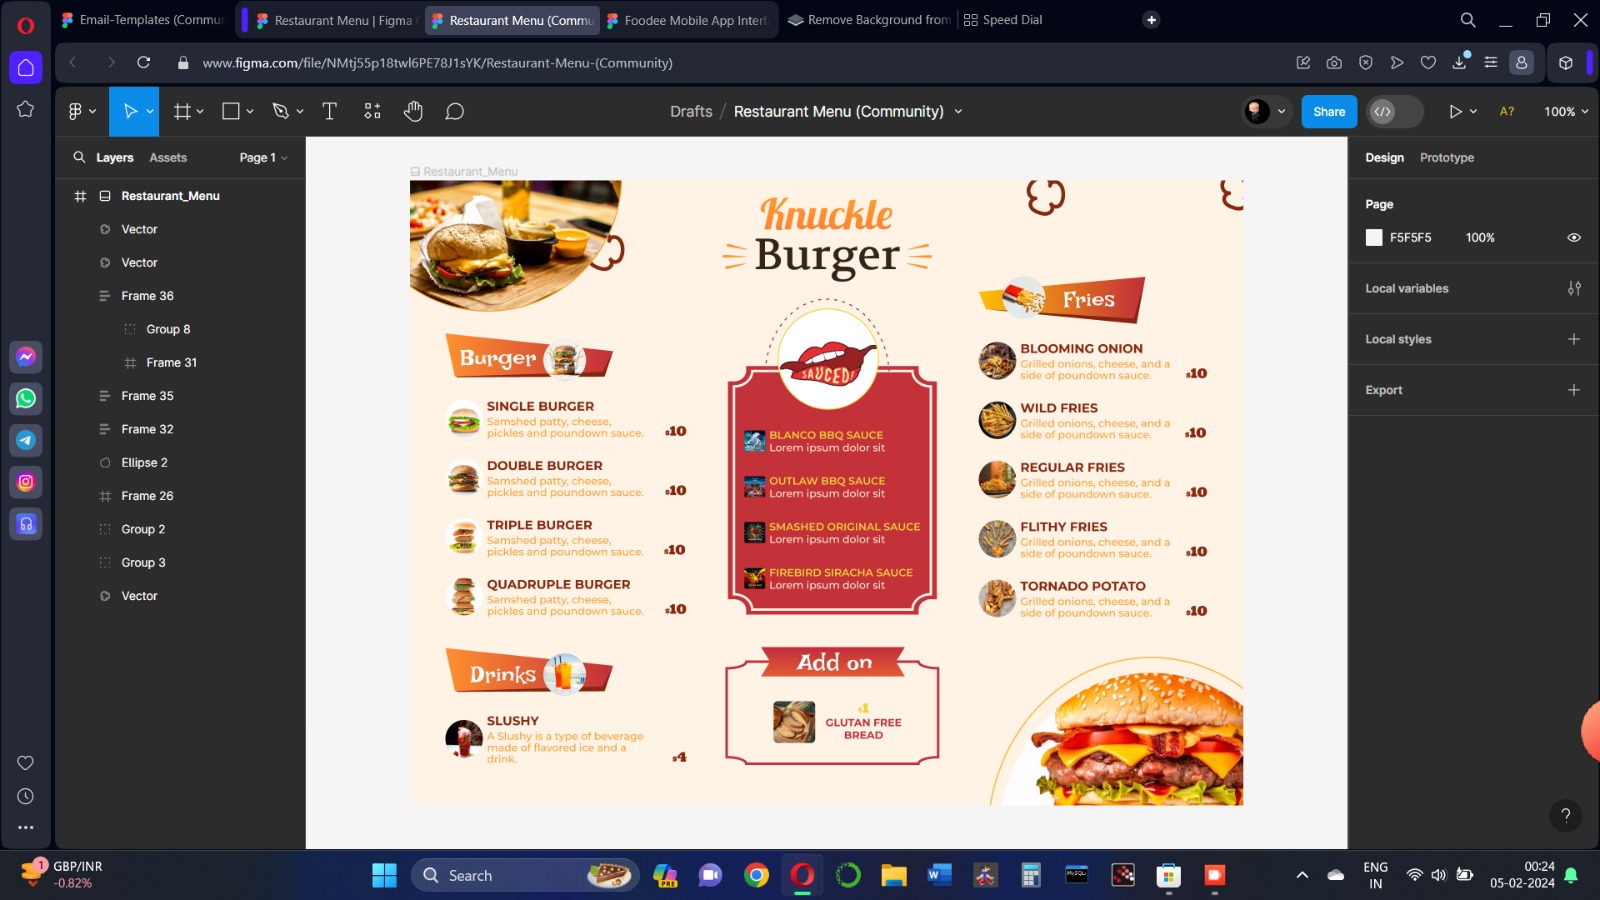 Email-Templates (Commu
Restaurant Menu | Figma
Restaurant Menu (Commu
Foodee Mobile App Interf
Remove Background from
Speed Dial
www.figma.com/file/NMtj55p18twl6PE78J1sYK/Restaurant-Menu-(Community)
Drafts / Restaurant Menu (Community)
Share
A?
100%
Layers
Assets
Page 1
Restaurant_Menu
Vector
Vector
Frame 36
Group 8
Frame 31
Frame 35
Frame 32
Ellipse 2
Frame 26
Group 2
Group 3
Vector
Restaurant_Menu
Knuckle
Burger
Burger
SINGLE BURGER
Samshed patty, cheese,
pickles and poundown sauce.
$10
DOUBLE BURGER
Samshed patty, cheese,
pickles and poundown sauce.
$10
TRIPLE BURGER
Samshed patty, cheese,
pickles and poundown sauce.
$10
QUADRUPLE BURGER
Samshed patty, cheese,
pickles and poundown sauce.
$10
Drinks
SLUSHY
A Slushy is a type of beverage
made of flavored ice and a
drink.
$4
SAUCED!
BLANCO BBQ SAUCE
Lorem ipsum dolor sit
OUTLAW BBQ SAUCE
Lorem ipsum dolor sit
SMASHED ORIGINAL SAUCE
Lorem ipsum dolor sit
FIREBIRD SIRACHA SAUCE
Lorem ipsum dolor sit
Add on
$1
GLUTAN FREE
BREAD
Fries
BLOOMING ONION
Grilled onions, cheese, and a
side of poundown sauce.
$10
WILD FRIES
Grilled onions, cheese, and a
side of poundown sauce.
$10
REGULAR FRIES
Grilled onions, cheese, and a
side of poundown sauce.
$10
FLITHY FRIES
Grilled onions, cheese, and a
side of poundown sauce.
$10
TORNADO POTATO
Grilled onions, cheese, and a
side of poundown sauce.
$10
Design
Prototype
Page
F5F5F5
100%
Local variables
Local styles
Export
?
1
GBP/INR
-0.82%
Search
PRE
W
MySQL
ENG
IN
00:24
05-02-2024